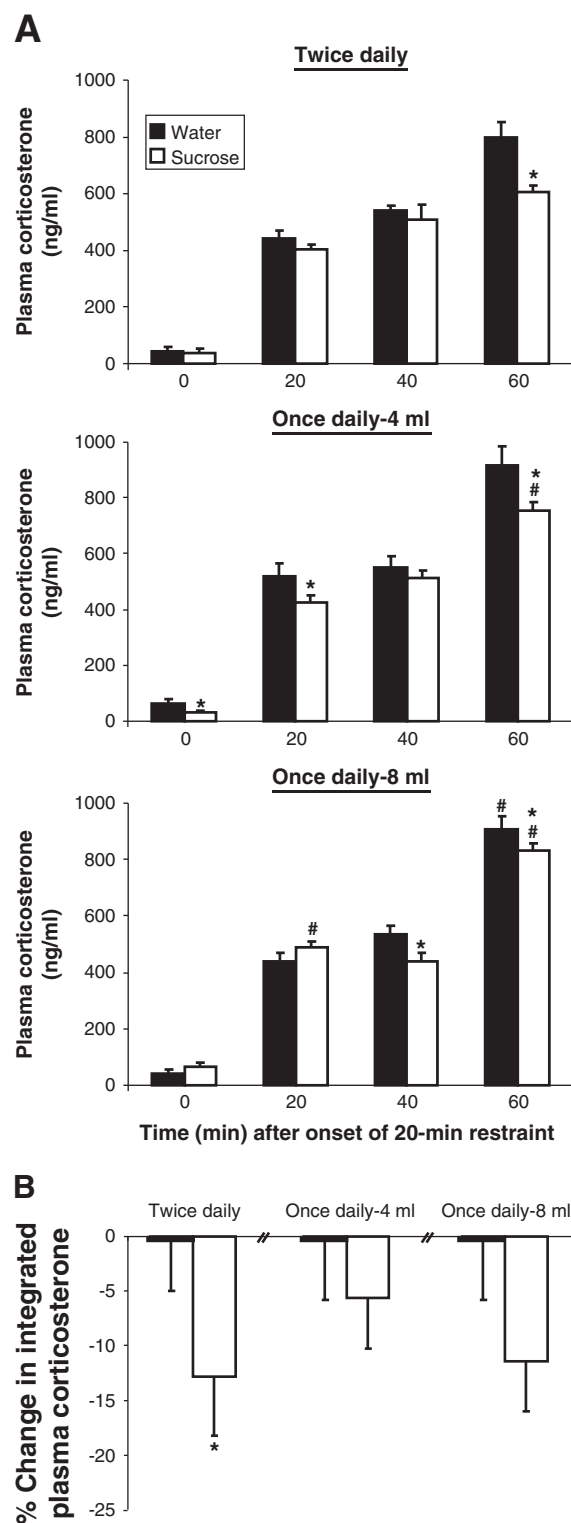 A
Twice daily
1000
800
600
400
200
0
Water
Sucrose
*
Plasma corticosterone
(ng/ml)
0 20 40 60
Once daily-4 ml
1000
800
600
400
200
0
*
*
*
#
Plasma corticosterone
(ng/ml)
0 20 40 60
Once daily-8 ml
1000
800
600
400
200
0
#
*
#
*
#
Plasma corticosterone
(ng/ml)
0 20 40 60
Time (min) after onset of 20-min restraint
B
Twice daily // Once daily-4 ml // Once daily-8 ml
0
-5
-10
-15
-20
-25
*
% Change in integrated
plasma corticosterone